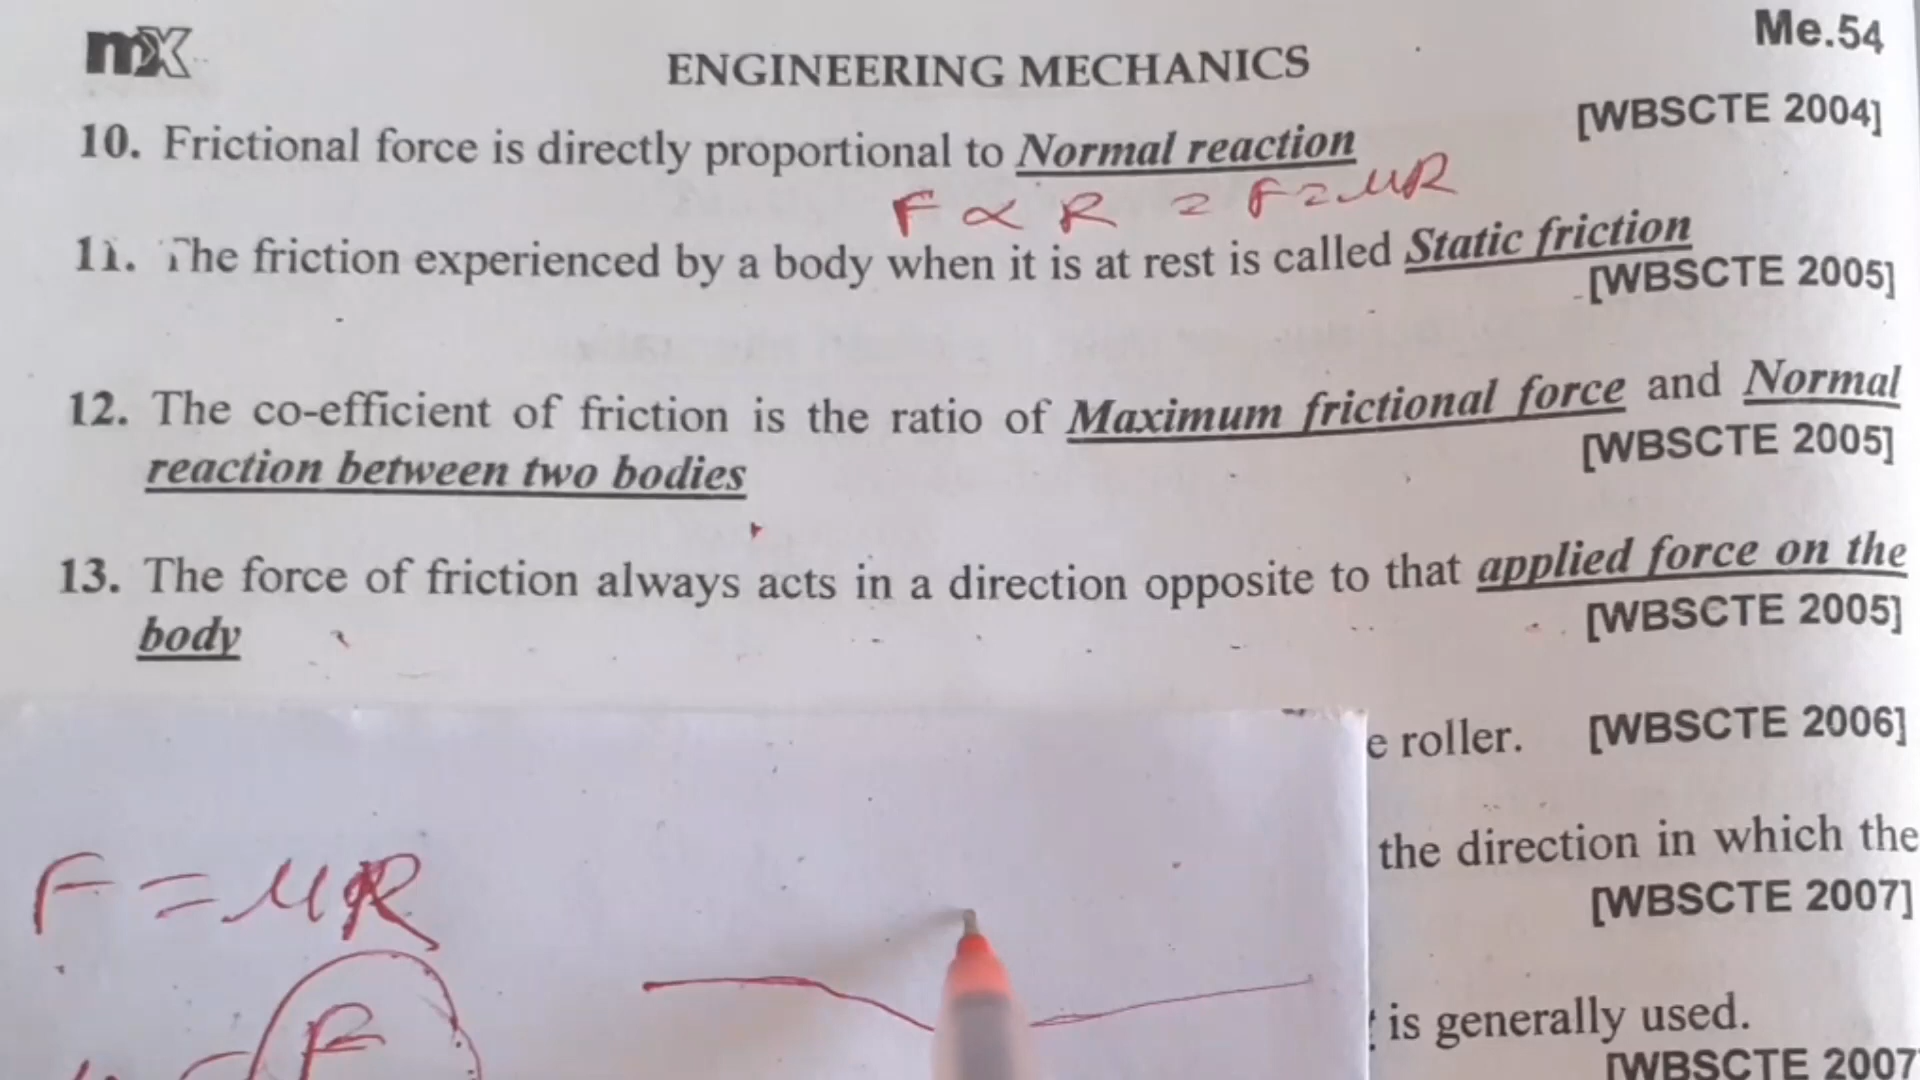 mX
Me.54
ENGINEERING MECHANICS
[WBSCTE 2004]
10. Frictional force is directly proportional to Normal reaction
F ∝ R = F=μR
11. The friction experienced by a body when it is at rest is called Static friction
[WBSCTE 2005]
12. The co-efficient of friction is the ratio of Maximum frictional force and Normal
[WBSCTE 2005]
reaction between two bodies
13. The force of friction always acts in a direction opposite to that applied force on the
[WBSCTE 2005]
body
e roller. [WBSCTE 2006]
the direction in which the
[WBSCTE 2007]
F = μR
F
is generally used.
[WBSCTE 2007